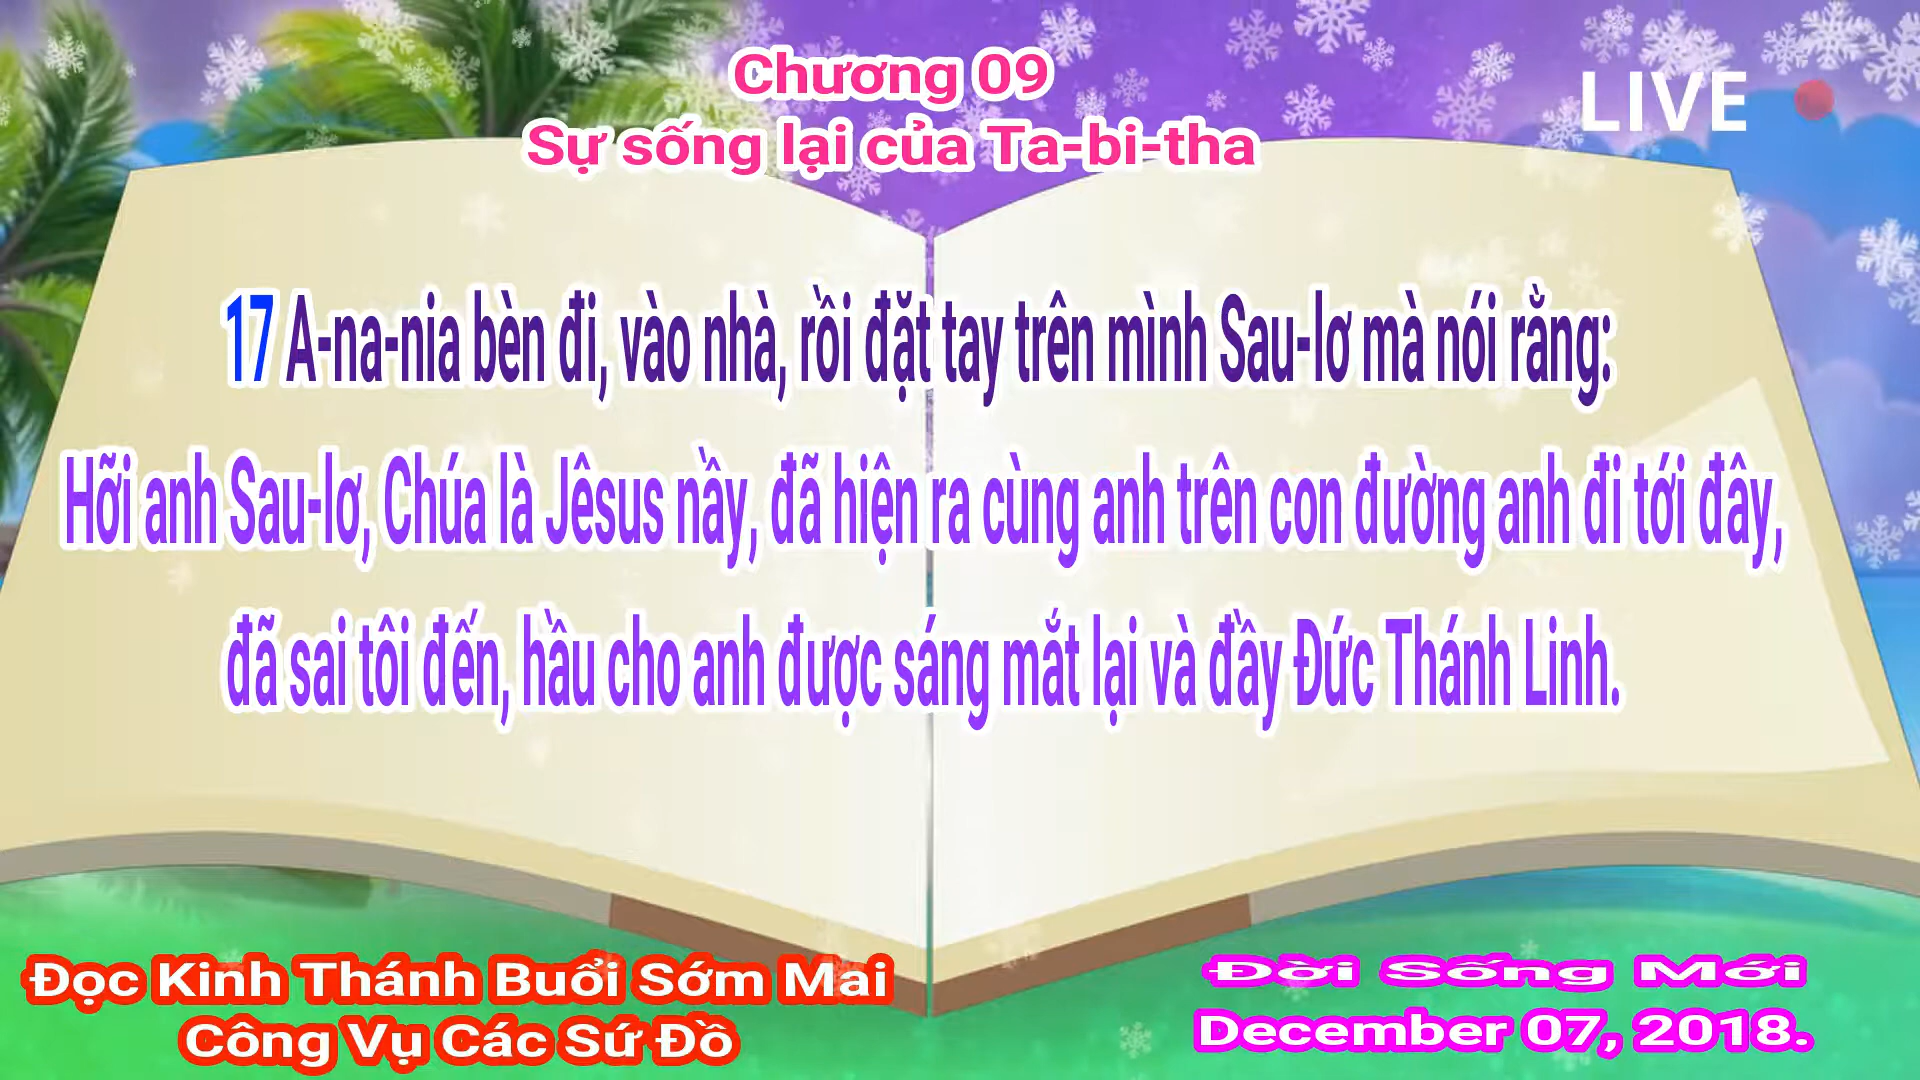 Chương 09
Sự sống lại của Ta-bi-tha
LIVE
17 A-na-nia bèn đi, vào nhà, rồi đặt tay trên mình Sau-lơ mà nói rằng:
Hỡi anh Sau-lơ, Chúa là Jêsus nầy, đã hiện ra cùng anh trên con đường anh đi tới đây,
đã sai tôi đến, hầu cho anh được sáng mắt lại và đầy Đức Thánh Linh.
Đọc Kinh Thánh Buổi Sớm Mai
Công Vụ Các Sứ Đồ
Đời Sống Mới
December 07, 2018.